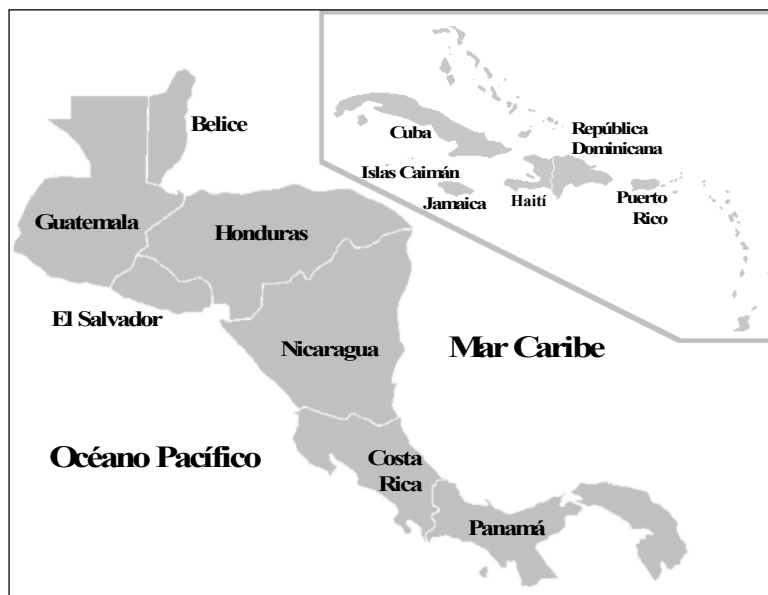 Belice
Guatemala
Honduras
El Salvador
Nicaragua
Mar Caribe
Océano Pacífico
Costa
Rica
Panamá
Cuba
República
Dominicana
Islas Caimán
Jamaica
Haití
Puerto
Rico